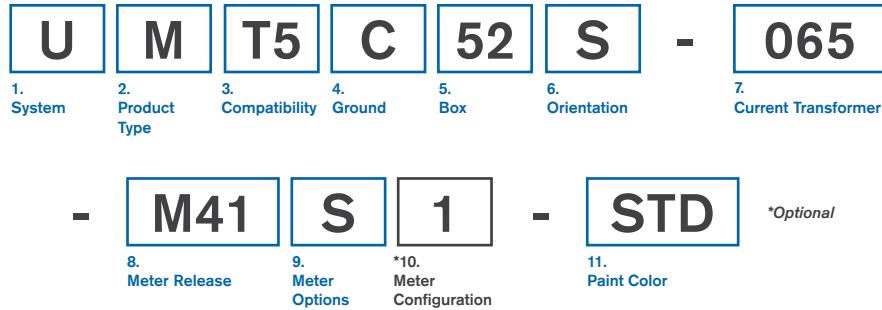 U M T5 C 52 S - 065
1. 2. 3. 4. 5. 6. 7.
System Product Compatibility Ground Box Orientation Current Transformer
Type
- M41 S 1 - STD *Optional
8. 9. *10. 11.
Meter Release Meter Meter Paint Color
Options Configuration